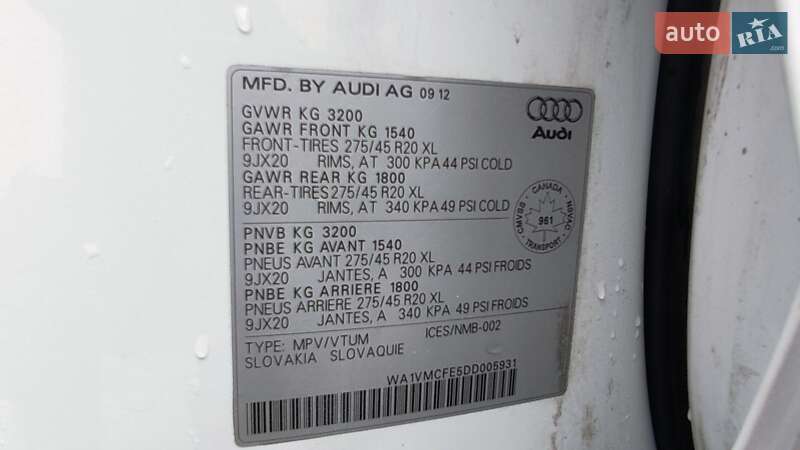 auto RIA .com
MFD. BY AUDI AG 09 12
GVWR KG 3200
GAWR FRONT KG 1540
FRONT-TIRES 275/45 R20 XL
9JX20 RIMS, AT 300 KPA 44 PSI COLD
GAWR REAR KG 1800
REAR-TIRES 275/45 R20 XL
9JX20 RIMS, AT 340 KPA 49 PSI COLD
PNVB KG 3200
PNBE KG AVANT 1540
PNEUS AVANT 275/45 R20 XL
9JX20 JANTES, A 300 KPA 44 PSI FROIDS
PNBE KG ARRIERE 1800
PNEUS ARRIERE 275/45 R20 XL
9JX20 JANTES, A 340 KPA 49 PSI FROIDS
TYPE: MPV/VTUM ICES/NMB-002
SLOVAKIA SLOVAQUIE
WA1VMCFE5DD005931
Audi
CANADA
CMVSS 961 NSVAC
TRANSPORT